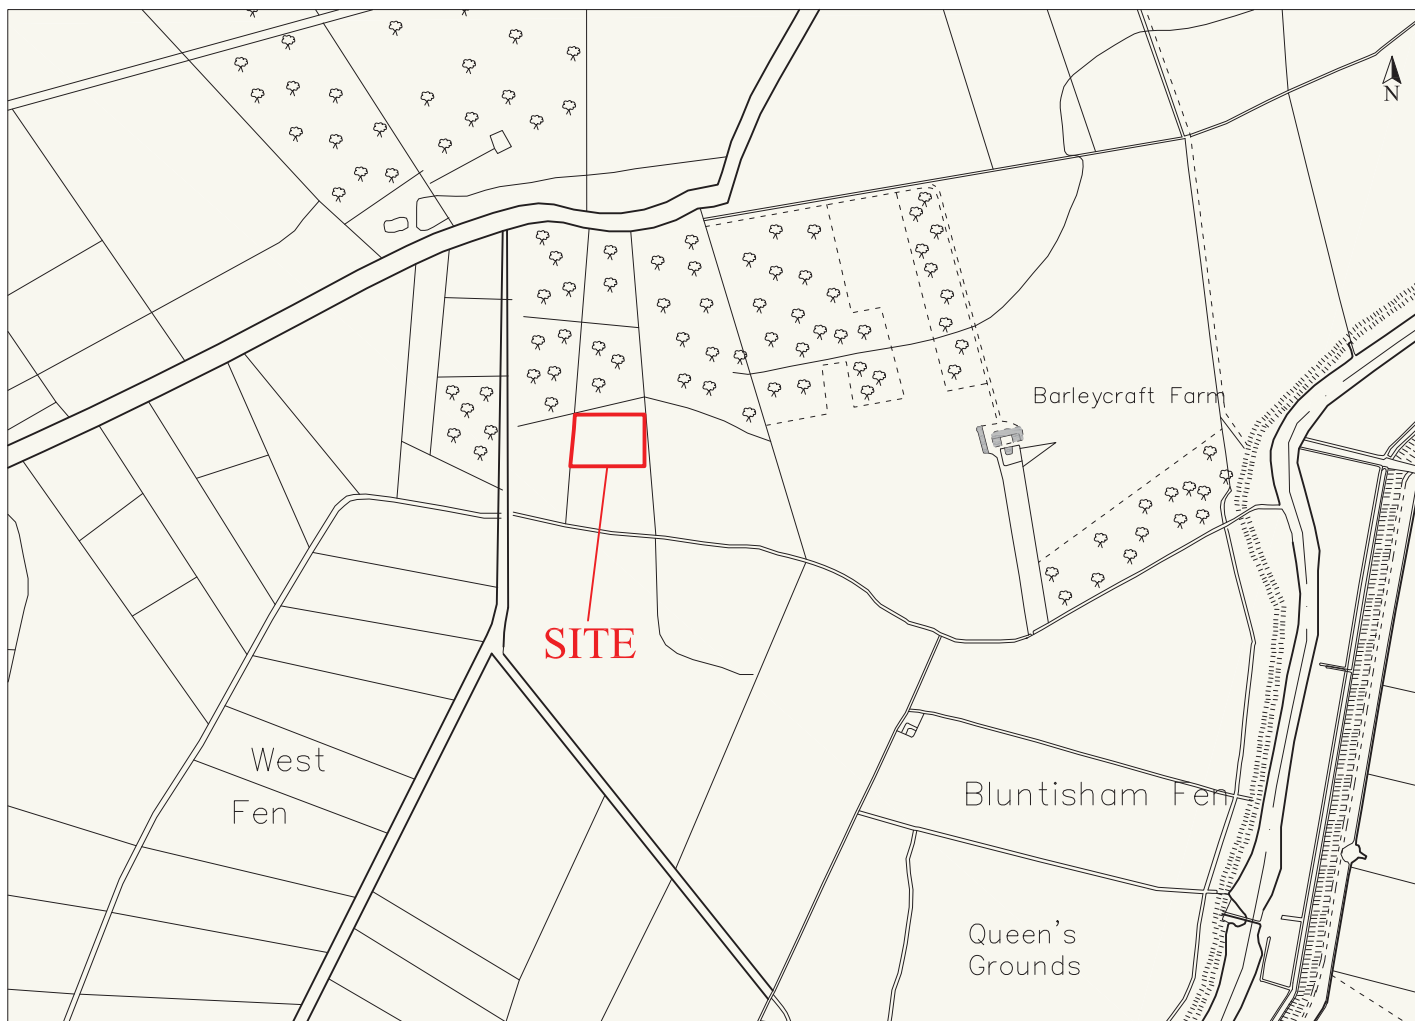 N
Barleycraft Farm
SITE
West
Fen
Bluntisham Fen
Queen's
Grounds